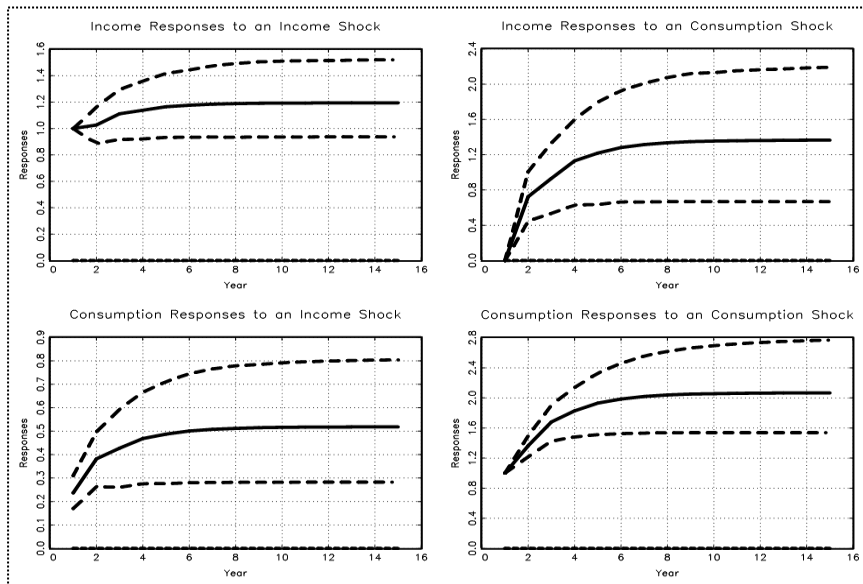 Income Responses to an Income Shock
Responses
0.0 0.2 0.4 0.6 0.8 1.0 1.2 1.4 1.6
0 2 4 6 8 10 12 14 16
Year
Income Responses to an Consumption Shock
Responses
0.0 0.4 0.8 1.2 1.6 2.0 2.4
0 2 4 6 8 10 12 14 16
Year
Consumption Responses to an Income Shock
Responses
0.0 0.1 0.2 0.3 0.4 0.5 0.6 0.7 0.8 0.9
0 2 4 6 8 10 12 14 16
Year
Consumption Responses to an Consumption Shock
Responses
0.0 0.4 0.8 1.2 1.6 2.0 2.4 2.8
0 2 4 6 8 10 12 14 16
Year